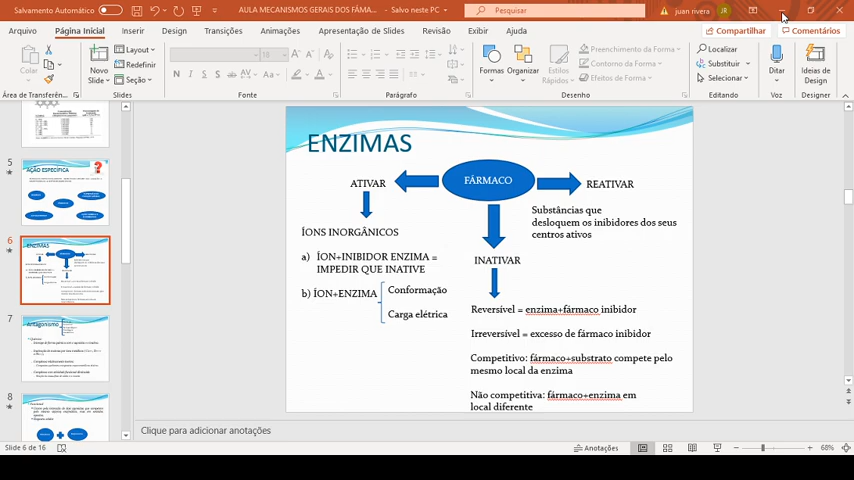 Salvamento Automático
AULA MECANISMOS GERAIS DOS FÁMA... - Salvo neste PC
Pesquisar
juan rivera
JR
Arquivo
Página Inicial
Inserir
Design
Transições
Animações
Apresentação de Slides
Revisão
Exibir
Ajuda
Compartilhar
Comentários
Colar
Novo
Slide
Layout
Redefinir
Seção
18
N
I
S
Formas
Organizar
Estilos
Rápidos
Preenchimento da Forma
Contorno da Forma
Efeitos de Forma
Localizar
Substituir
Selecionar
Ditar
Ideias de
Design
Área de Transferên...
Slides
Fonte
Parágrafo
Desenho
Editando
Voz
Designer
5
AÇÃO ESPECÍFICA
6
ENZIMAS
7
Antagonismo
8
ENZIMAS
FÁRMACO
ATIVAR
REATIVAR
Substâncias que
desloquem os inibidores dos seus
centros ativos
ÍONS INORGÂNICOS
a) ÍON+INIBIDOR ENZIMA =
IMPEDIR QUE INATIVE
b) ÍON+ENZIMA
Conformação
Carga elétrica
INATIVAR
Reversível = enzima+fármaco inibidor
Irreversível = excesso de fármaco inibidor
Competitivo: fármaco+substrato compete pelo
mesmo local da enzima
Não competitiva: fármaco+enzima em
local diferente
Clique para adicionar anotações
Slide 6 de 16
Anotações
68%